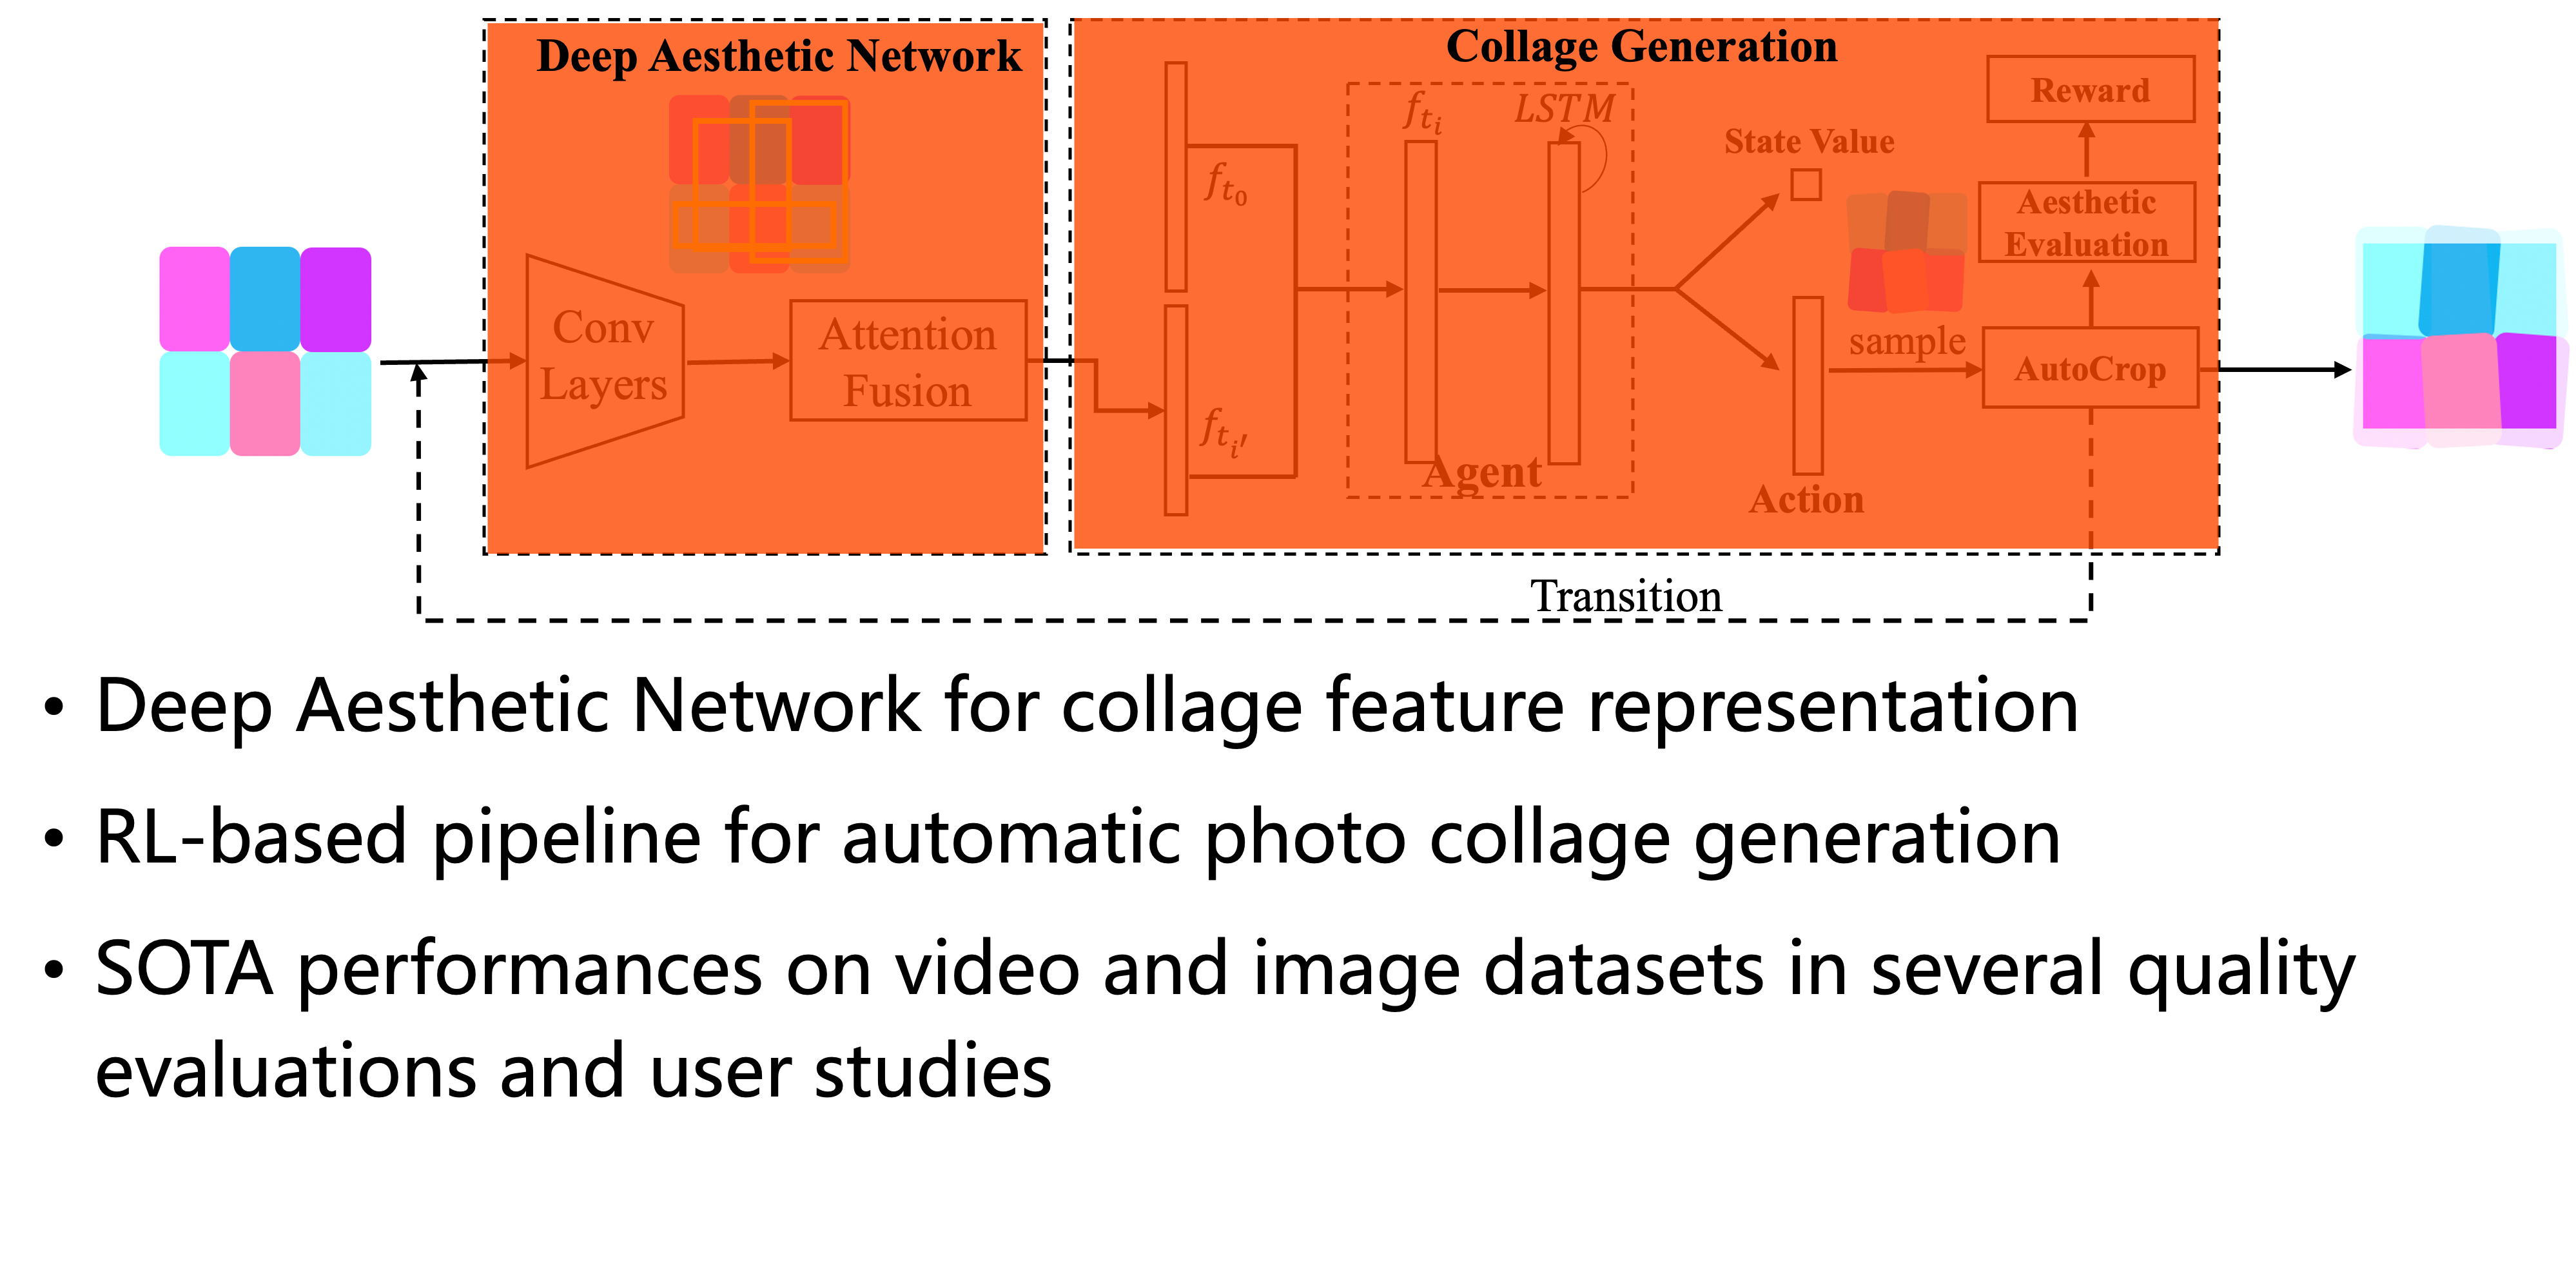 Deep Aesthetic Network
Collage Generation
Reward
f_{t_i}
LSTM
State Value
f_{t_0}
Aesthetic
Evaluation
Conv
Layers
Attention
Fusion
sample
AutoCrop
f_{t_{i'}}
Agent
Action
Transition
• Deep Aesthetic Network for collage feature representation
• RL-based pipeline for automatic photo collage generation
• SOTA performances on video and image datasets in several quality
evaluations and user studies